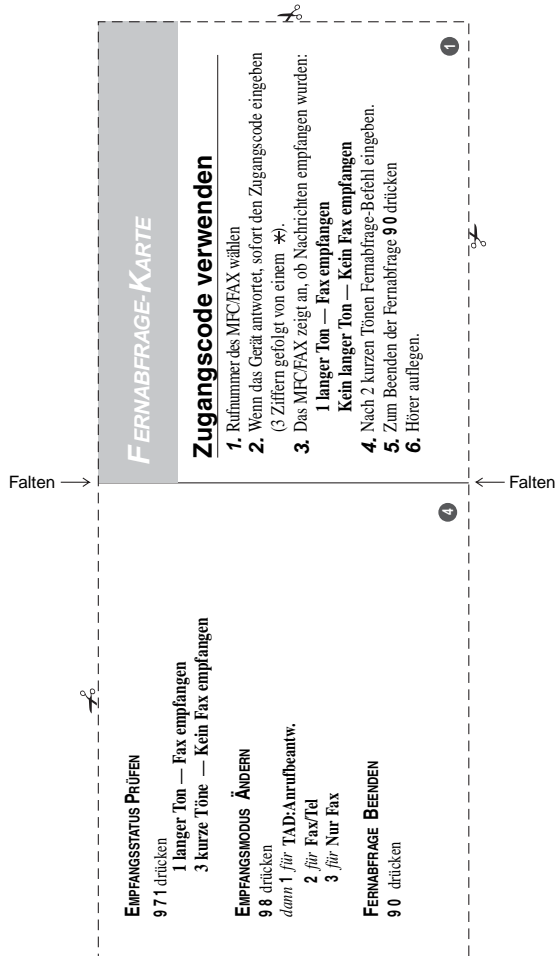 FERNABFRAGE-KARTE
Zugangscode verwenden
1. Rufnummer des MFC/FAX wählen
2. Wenn das Gerät antwortet, sofort den Zugangscode eingeben
(3 Ziffern gefolgt von einem ✳).
3. Das MFC/FAX zeigt an, ob Nachrichten empfangen wurden:
1 langer Ton — Fax empfangen
Kein langer Ton — Kein Fax empfangen
4. Nach 2 kurzen Tönen Fernabfrage-Befehl eingeben.
5. Zum Beenden der Fernabfrage 9 0 drücken
6. Hörer auflegen.
1
Falten
Falten
EMPFANGSSTATUS PRÜFEN
9 7 1 drücken
1 langer Ton — Fax empfangen
3 kurze Töne — Kein Fax empfangen
EMPFANGSMODUS ÄNDERN
9 8 drücken
dann 1 für TAD:Anrufbeantw.
2 für Fax/Tel
3 für Nur Fax
FERNABFRAGE BEENDEN
9 0 drücken
4